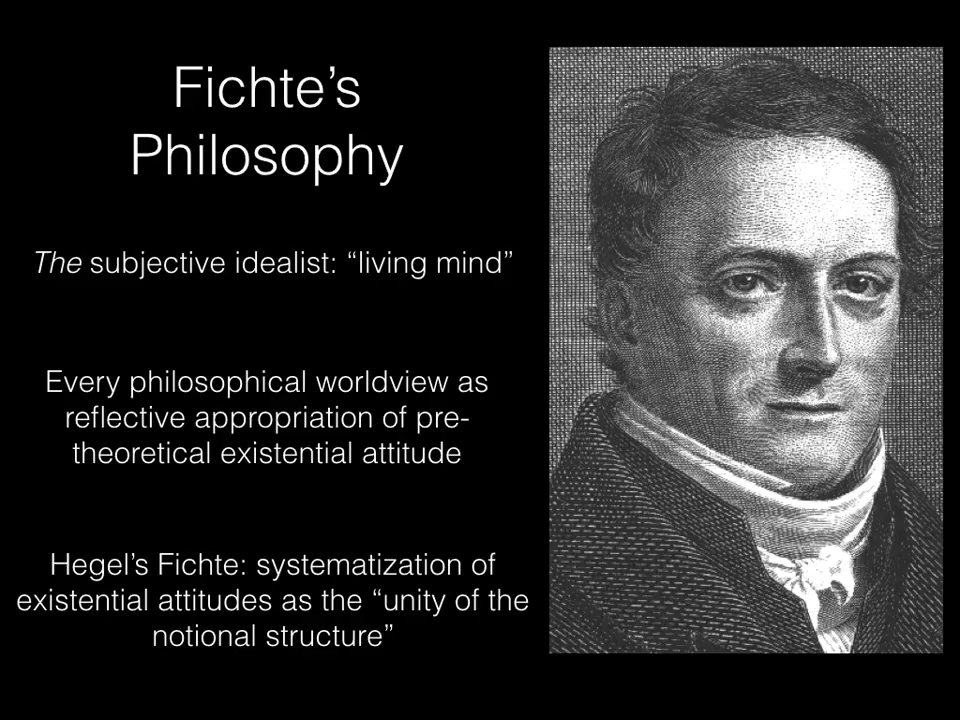 Fichte’s
Philosophy
The subjective idealist: “living mind”
Every philosophical worldview as
reflective appropriation of pre-
theoretical existential attitude
Hegel’s Fichte: systematization of
existential attitudes as the “unity of the
notional structure”